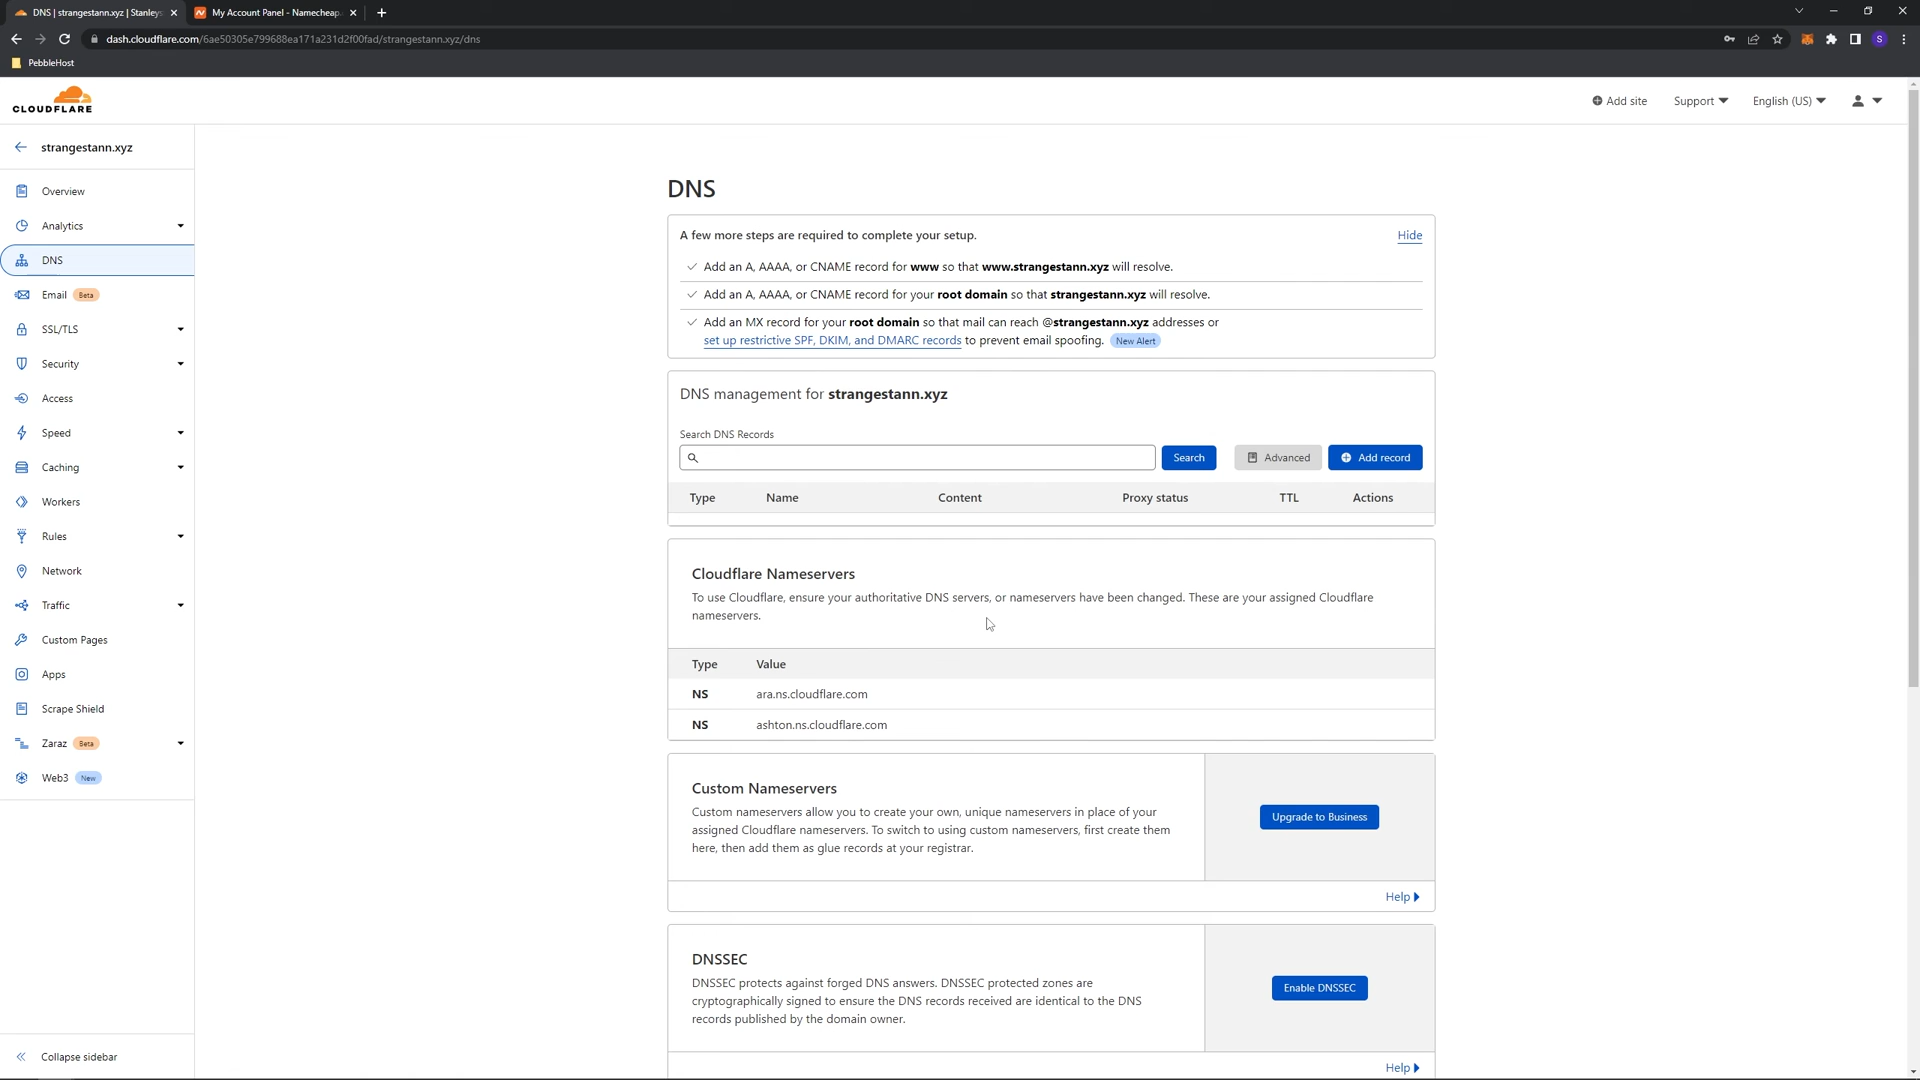 DNS | strangestann.xyz | Stanleys
My Account Panel - Namecheap.
dash.cloudflare.com/6ae50305e799688ea171a231d2f00fad/strangestann.xyz/dns
S
PebbleHost
CLOUDFLARE
Add site
Support
English (US)
strangestann.xyz
Overview
Analytics
DNS
Email Beta
SSL/TLS
Security
Access
Speed
Caching
Workers
Rules
Network
Traffic
Custom Pages
Apps
Scrape Shield
Zaraz Beta
Web3 New
Collapse sidebar
DNS
A few more steps are required to complete your setup.
Hide
Add an A, AAAA, or CNAME record for www so that www.strangestann.xyz will resolve.
Add an A, AAAA, or CNAME record for your root domain so that strangestann.xyz will resolve.
Add an MX record for your root domain so that mail can reach @strangestann.xyz addresses or
set up restrictive SPF, DKIM, and DMARC records to prevent email spoofing. New Alert
DNS management for strangestann.xyz
Search DNS Records
Search
Advanced
Add record
Type Name Content Proxy status TTL Actions
Cloudflare Nameservers
To use Cloudflare, ensure your authoritative DNS servers, or nameservers have been changed. These are your assigned Cloudflare
nameservers.
Type Value
NS ara.ns.cloudflare.com
NS ashton.ns.cloudflare.com
Custom Nameservers
Custom nameservers allow you to create your own, unique nameservers in place of your
assigned Cloudflare nameservers. To switch to using custom nameservers, first create them
here, then add them as glue records at your registrar.
Upgrade to Business
Help
DNSSEC
DNSSEC protects against forged DNS answers. DNSSEC protected zones are
cryptographically signed to ensure the DNS records received are identical to the DNS
records published by the domain owner.
Enable DNSSEC
Help